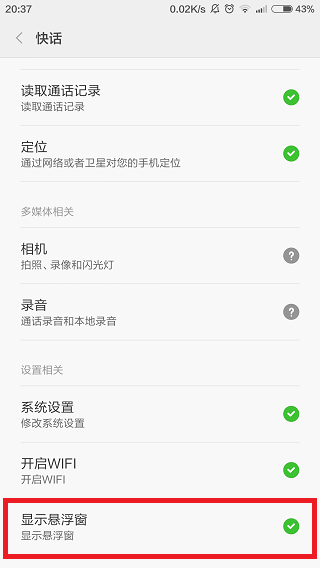 20:37 0.02K/s 43%
快话
读取通话记录
读取通话记录
定位
通过网络或者卫星对您的手机定位
多媒体相关
相机
拍照、录像和闪光灯
录音
通话录音和本地录音
设置相关
系统设置
修改系统设置
开启WIFI
开启WIFI
显示悬浮窗
显示悬浮窗